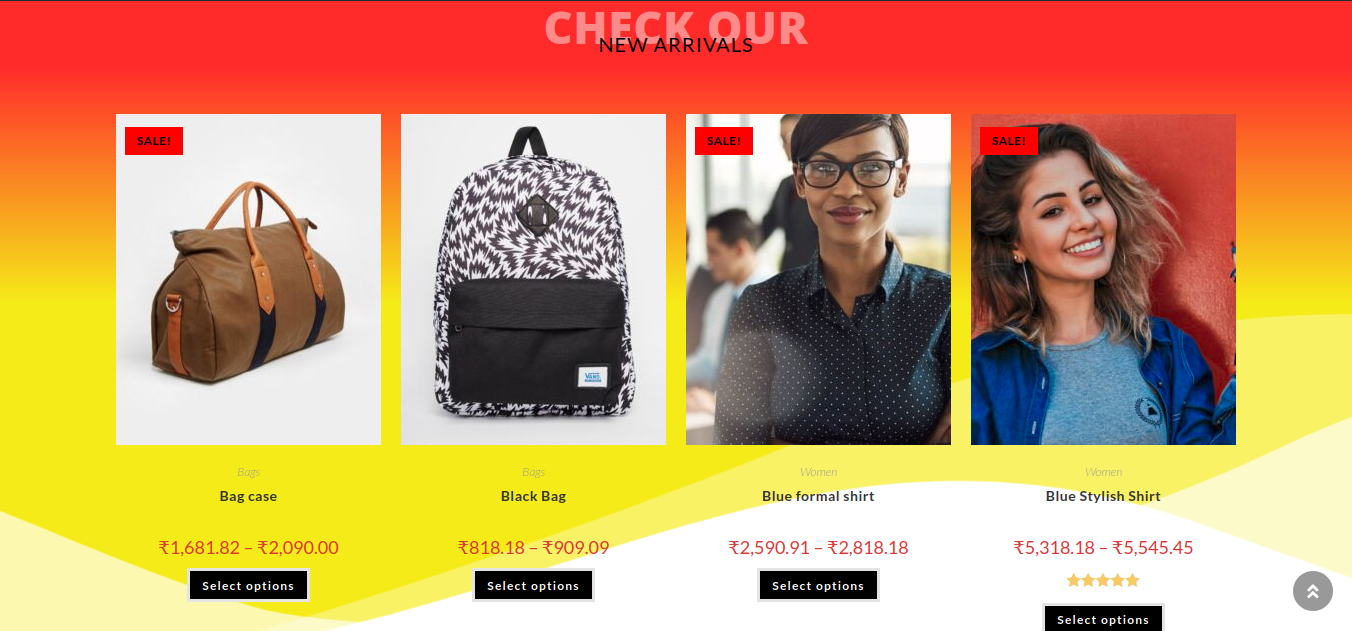 CHECK OUR
NEW ARRIVALS
SALE!
SALE!
SALE!
VANS
Bags
Bags
Women
Women
Bag case
Black Bag
Blue formal shirt
Blue Stylish Shirt
₹1,681.82 – ₹2,090.00
₹818.18 – ₹909.09
₹2,590.91 – ₹2,818.18
₹5,318.18 – ₹5,545.45
Select options
Select options
Select options
Select options